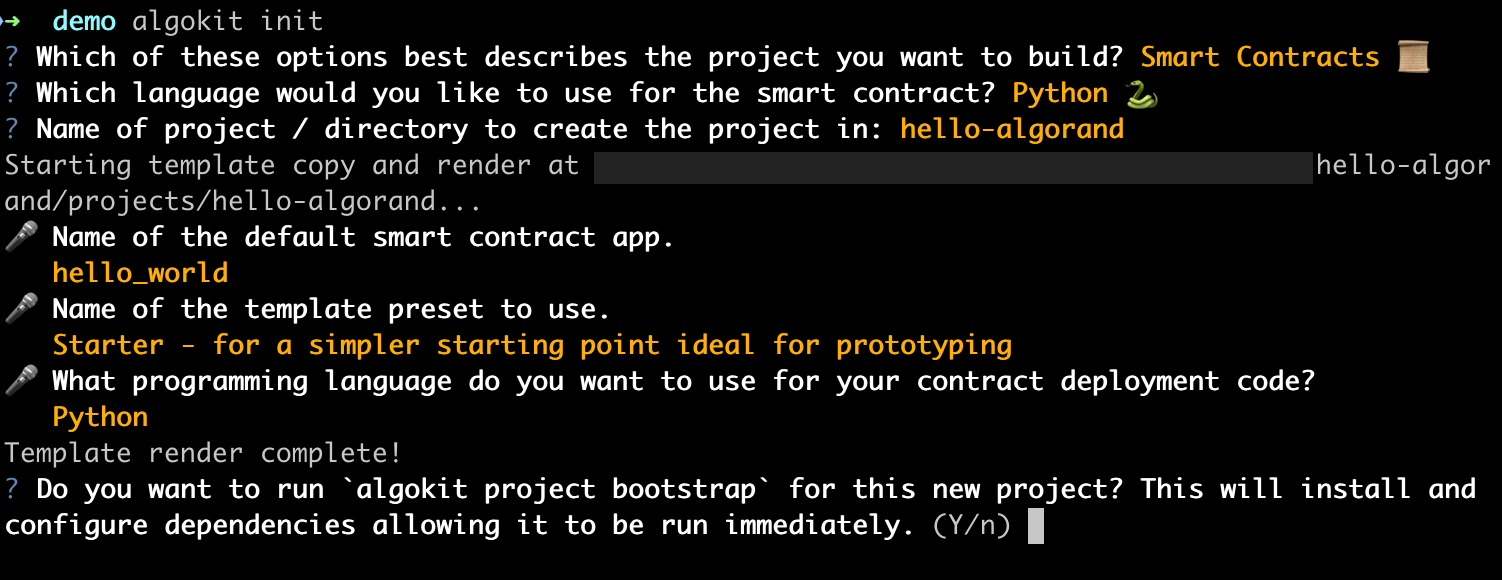 → demo algokit init
? Which of these options best describes the project you want to build? Smart Contracts 📜
? Which language would you like to use for the smart contract? Python 🐍
? Name of project / directory to create the project in: hello-algorand
Starting template copy and render at hello-algor
and/projects/hello-algorand...
🎤 Name of the default smart contract app.
hello_world
🎤 Name of the template preset to use.
Starter - for a simpler starting point ideal for prototyping
🎤 What programming language do you want to use for your contract deployment code?
Python
Template render complete!
? Do you want to run `algokit project bootstrap` for this new project? This will install and
configure dependencies allowing it to be run immediately. (Y/n)